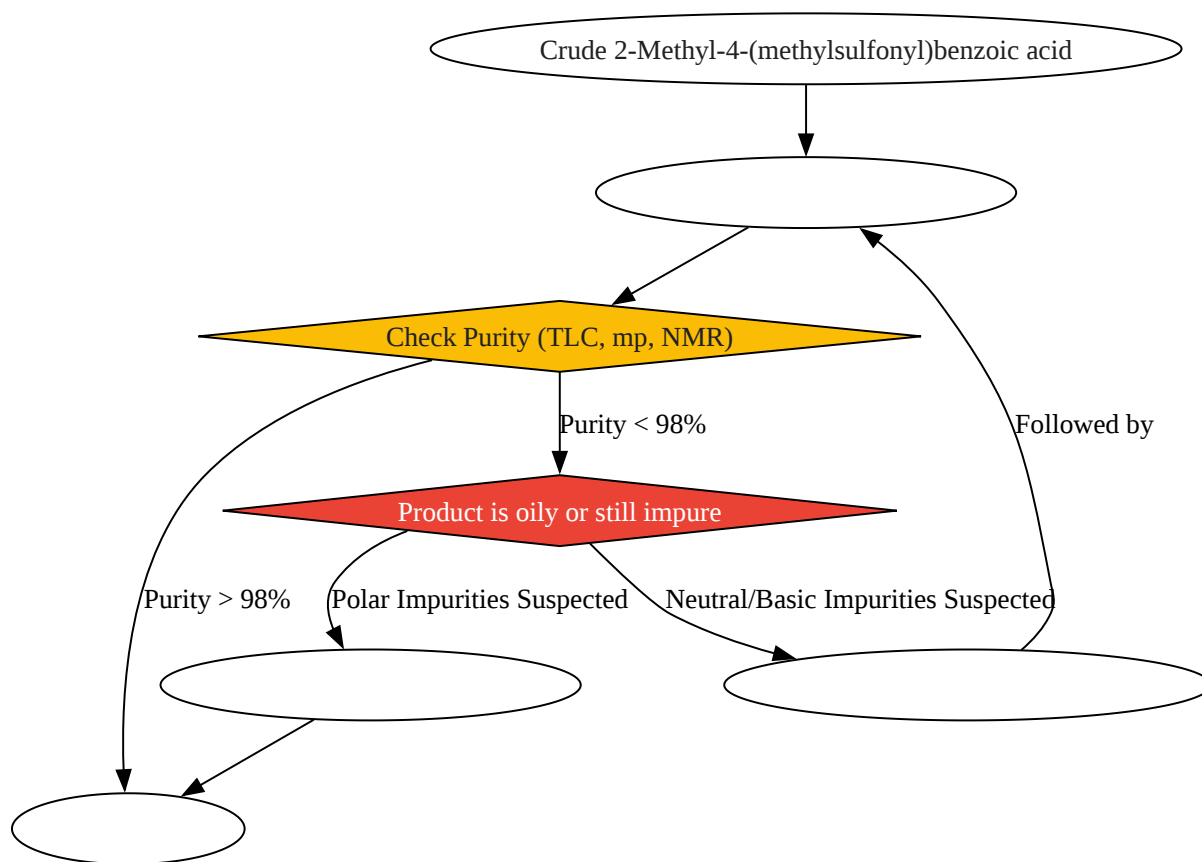 Crude 2-Methyl-4-(methylsulfonyl)benzoic acid
Check Purity (TLC, mp, NMR)
Purity < 98%
Followed by
Product is oily or still impure
Purity > 98%
Polar Impurities Suspected
Neutral/Basic Impurities Suspected